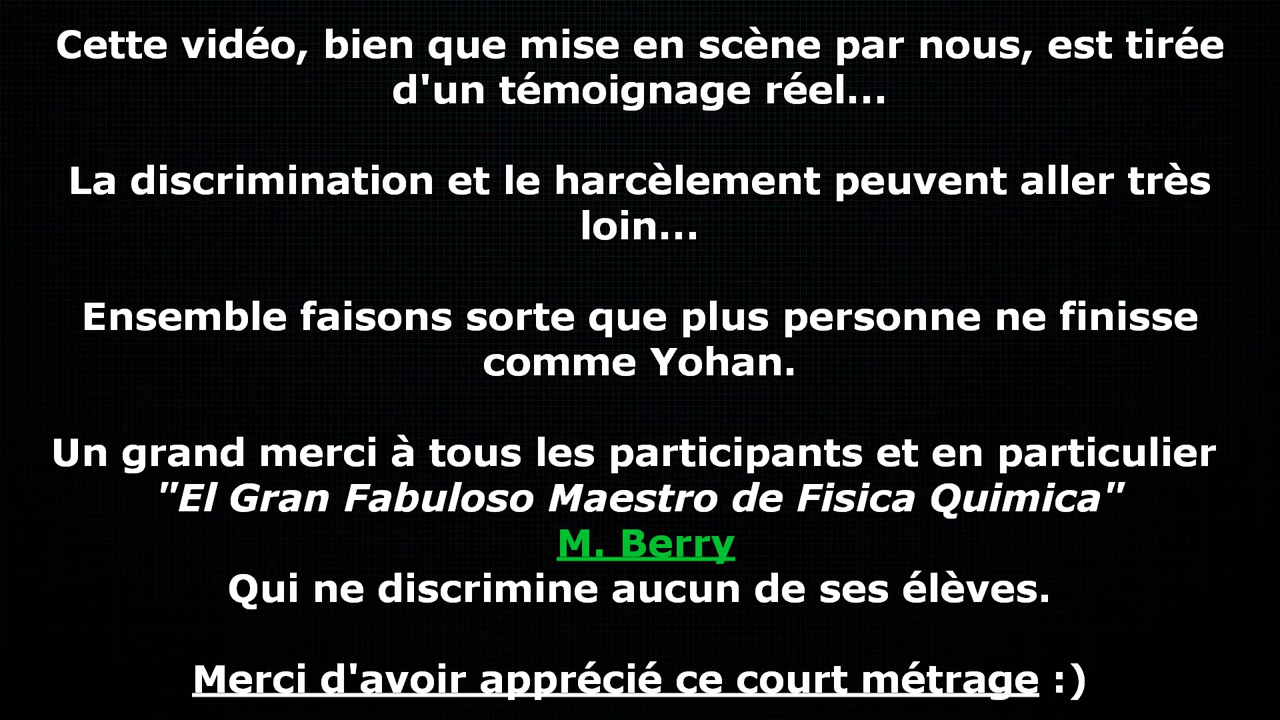 Cette vidéo, bien que mise en scène par nous, est tirée
d'un témoignage réel...
La discrimination et le harcèlement peuvent aller très
loin...
Ensemble faisons sorte que plus personne ne finisse
comme Yohan.
Un grand merci à tous les participants et en particulier
"El Gran Fabuloso Maestro de Fisica Quimica"
M. Berry
Qui ne discrimine aucun de ses élèves.
Merci d'avoir apprécié ce court métrage :)